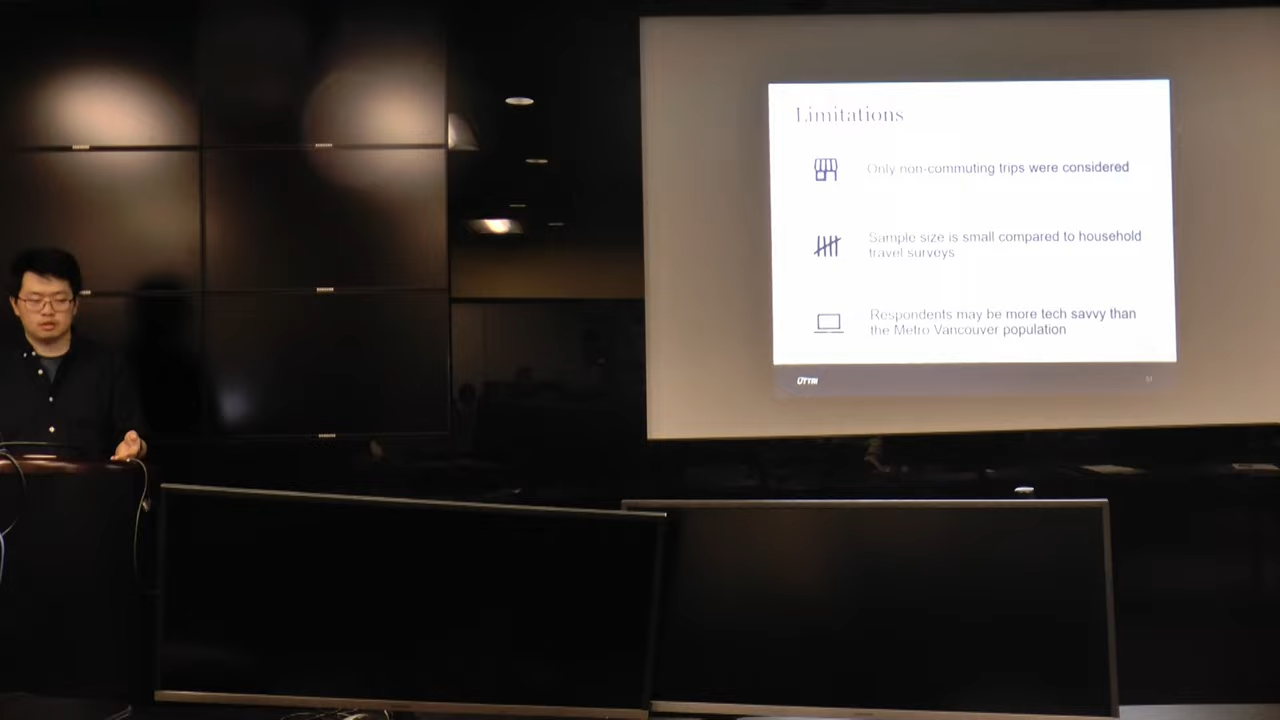 Limitations
Only non-commuting trips were considered
Sample size is small compared to household
travel surveys
Respondents may be more tech savvy than
the Metro Vancouver population
UTTRI